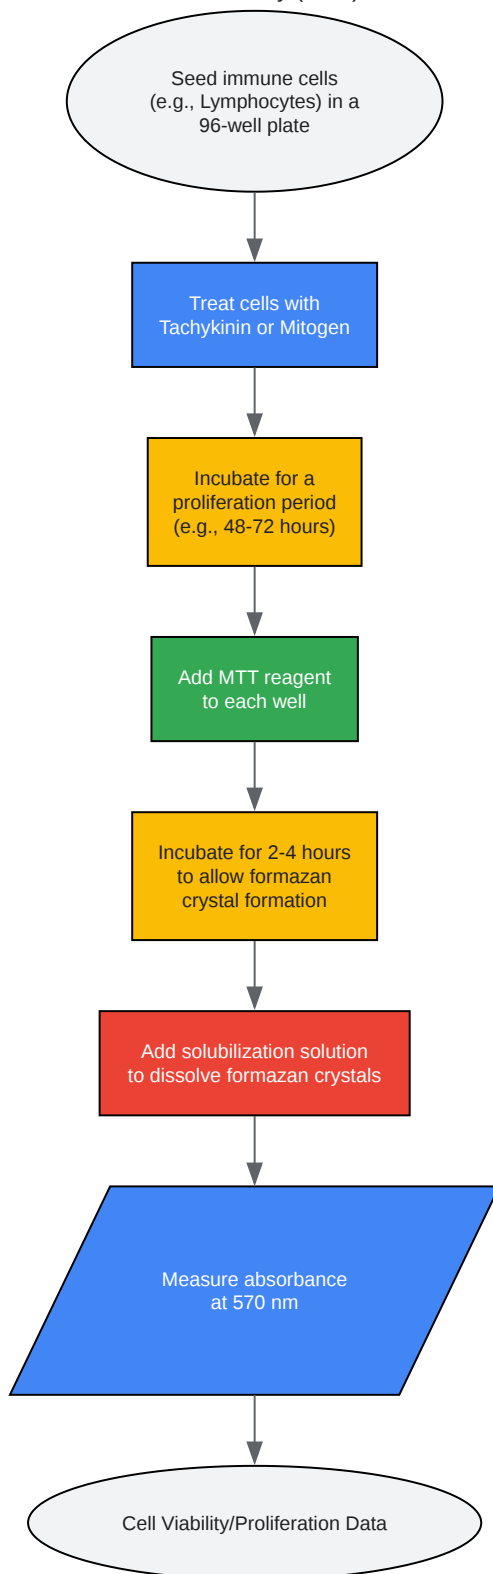 Seed immune cells
(e.g., Lymphocytes) in a
96-well plate
Treat cells with
Tachykinin or Mitogen
Incubate for a
proliferation period
(e.g., 48-72 hours)
Add MTT reagent
to each well
Incubate for 2-4 hours
to allow formazan
crystal formation
Add solubilization solution
to dissolve formazan crystals
Measure absorbance
at 570 nm
Cell Viability/Proliferation Data